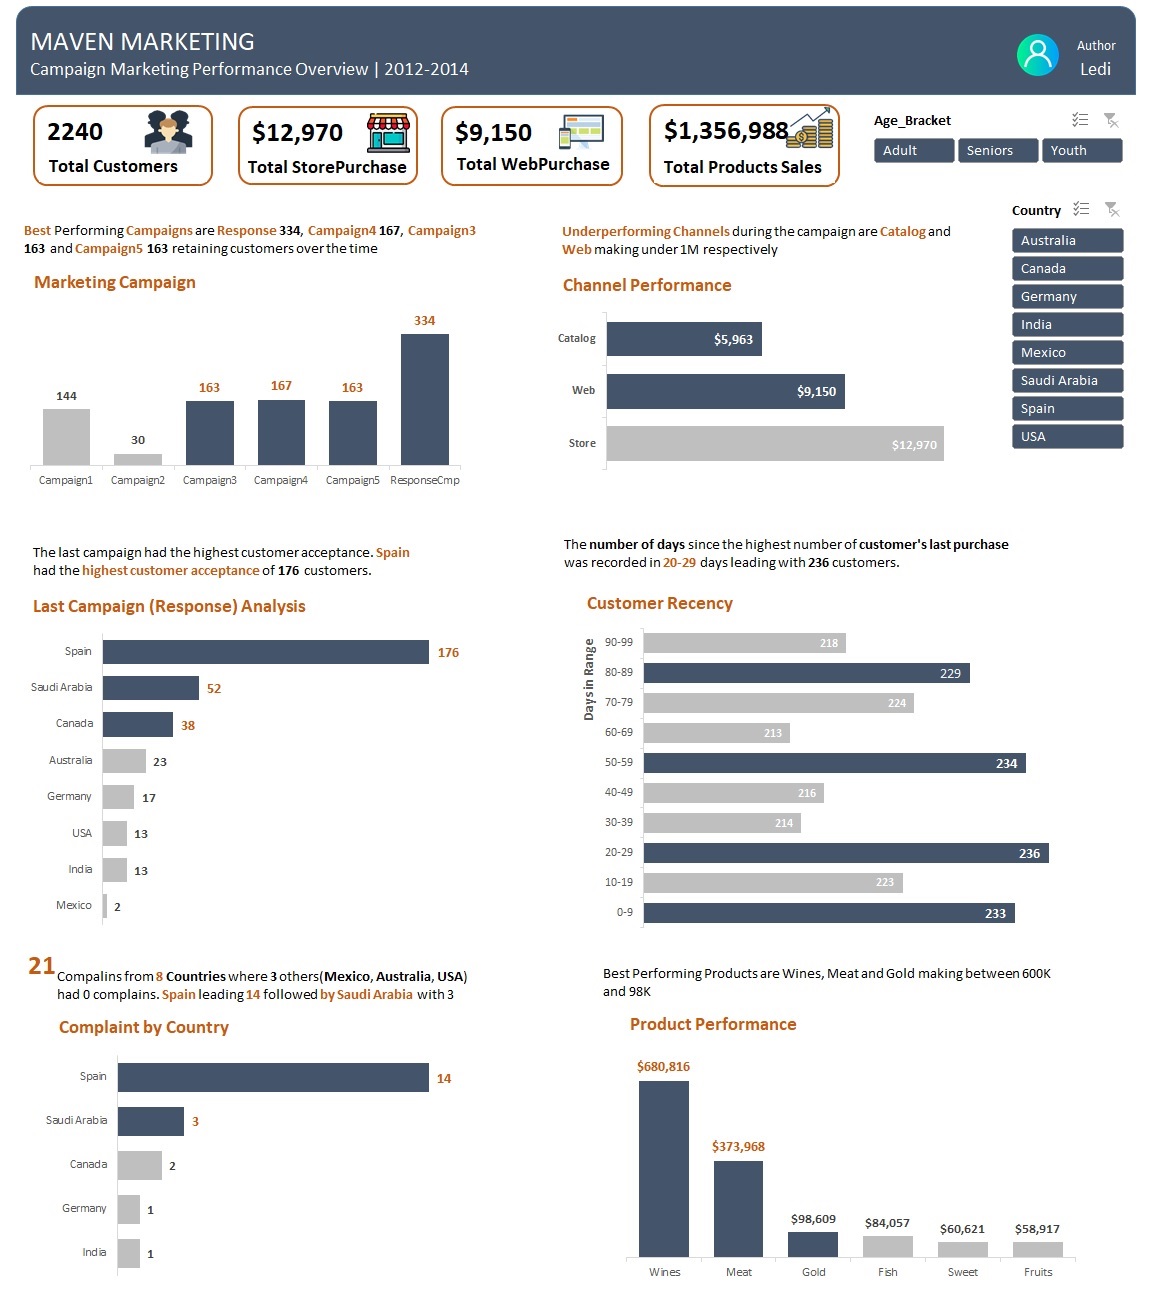 MAVEN MARKETING
Campaign Marketing Performance Overview | 2012-2014
Author
Ledi
2240
Total Customers
$12,970
Total StorePurchase
$9,150
Total WebPurchase
$1,356,988
Total Products Sales
Age_Bracket
Adult
Seniors
Youth
Country
Australia
Canada
Germany
India
Mexico
Saudi Arabia
Spain
USA
Best Performing Campaigns are Response 334, Campaign4 167, Campaign3
163 and Campaign5 163 retaining customers over the time
Marketing Campaign
144
30
163
167
163
334
Campaign1
Campaign2
Campaign3
Campaign4
Campaign5
ResponseCmp
Underperforming Channels during the campaign are Catalog and
Web making under 1M respectively
Channel Performance
Catalog
$5,963
Web
$9,150
Store
$12,970
The last campaign had the highest customer acceptance. Spain
had the highest customer acceptance of 176 customers.
Last Campaign (Response) Analysis
Spain
176
Saudi Arabia
52
Canada
38
Australia
23
Germany
17
USA
13
India
13
Mexico
2
The number of days since the highest number of customer's last purchase
was recorded in 20-29 days leading with 236 customers.
Customer Recency
Days in Range
90-99
218
80-89
229
70-79
224
60-69
213
50-59
234
40-49
216
30-39
214
20-29
236
10-19
223
0-9
233
21
Compalins from 8 Countries where 3 others(Mexico, Australia, USA)
had 0 complains. Spain leading 14 followed by Saudi Arabia with 3
Complaint by Country
Spain
14
Saudi Arabia
3
Canada
2
Germany
1
India
1
Best Performing Products are Wines, Meat and Gold making between 600K
and 98K
Product Performance
$680,816
$373,968
$98,609
$84,057
$60,621
$58,917
Wines
Meat
Gold
Fish
Sweet
Fruits